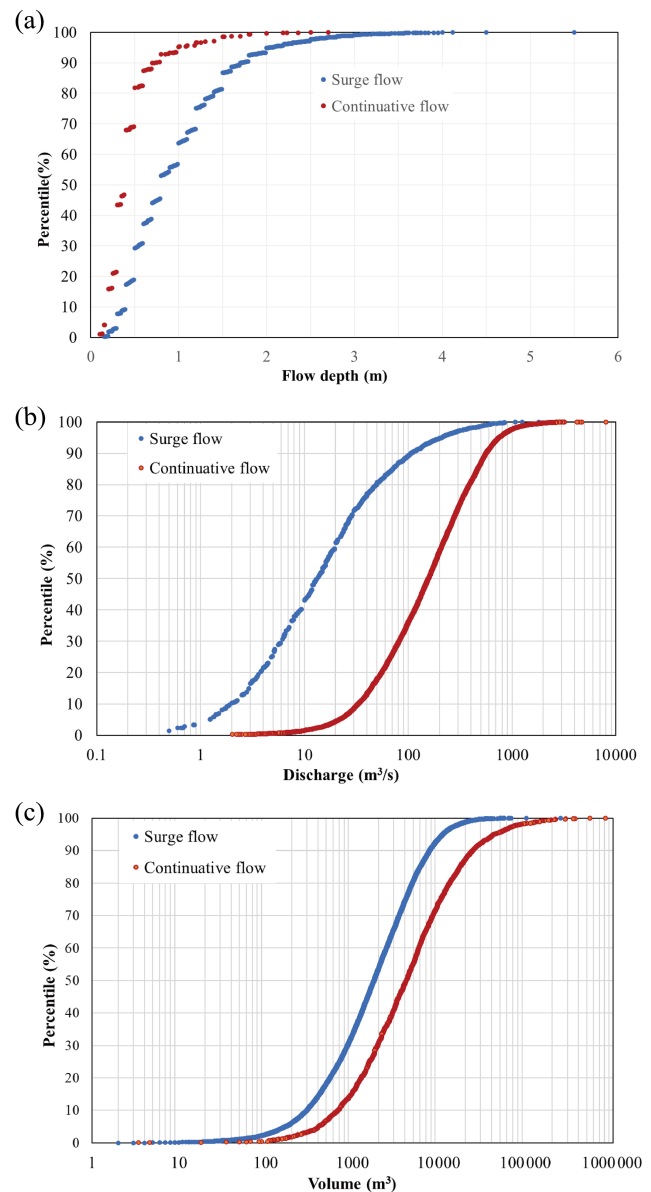 (a)
100
90
80
70
60
50
40
30
20
10
0
Percentile(%)
Surge flow
Continuative flow
0 1 2 3 4 5 6
Flow depth (m)
(b)
100
90
80
70
60
50
40
30
20
10
0
Percentile (%)
Surge flow
Continuative flow
0.1 1 10 100 1000 10000
Discharge (m³/s)
(c)
100
90
80
70
60
50
40
30
20
10
0
Percentile (%)
Surge flow
Continuative flow
1 10 100 1000 10000 100000 1000000
Volume (m³)